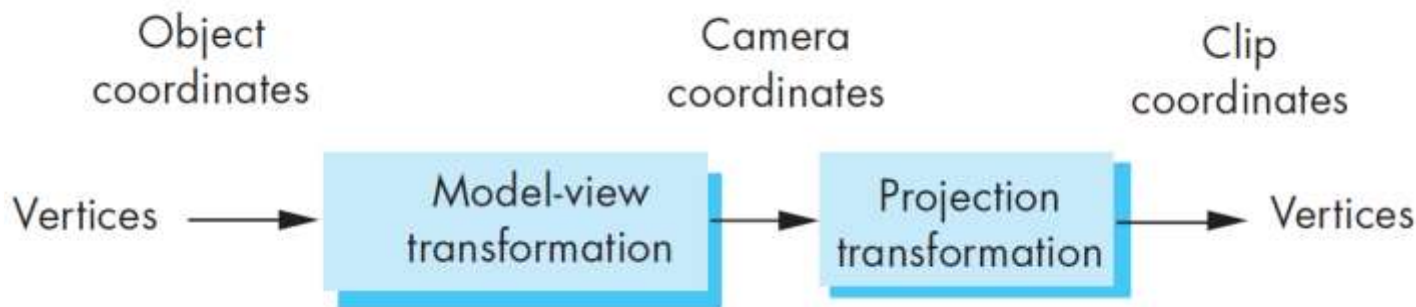 Object
coordinates
Camera
coordinates
Clip
coordinates
Vertices
Model-view
transformation
Projection
transformation
Vertices